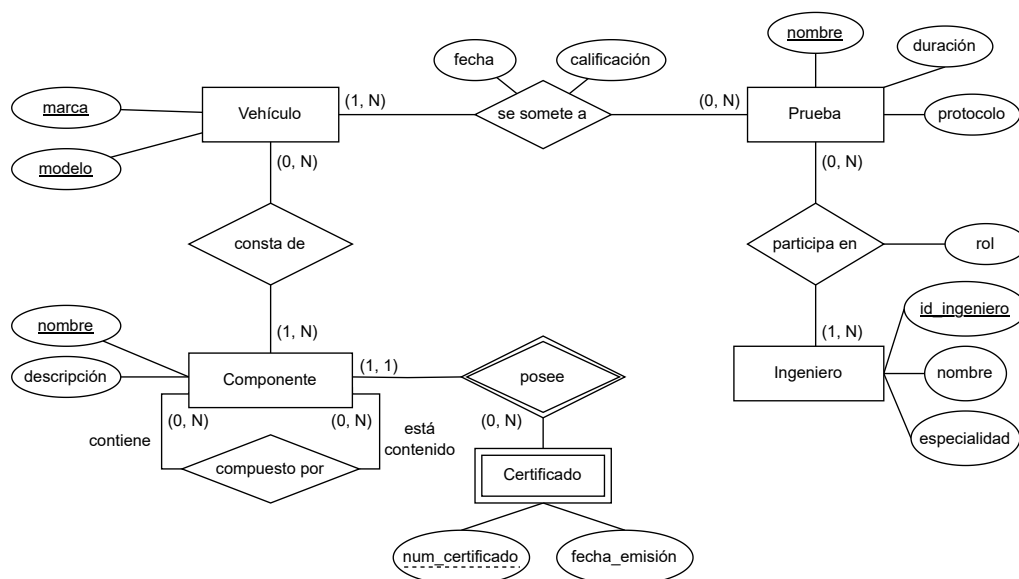 nombre
duración
fecha
calificación
marca
Vehículo
(1, N)
se somete a
(0, N)
Prueba
protocolo
modelo
(0, N)
(0, N)
consta de
participa en
rol
id_ingeniero
nombre
(1, N)
(1, N)
descripción
Componente
(1, 1)
posee
Ingeniero
nombre
(0, N)
(0, N)
(0, N)
contiene
está
contenido
especialidad
compuesto por
Certificado
num_certificado
fecha_emisión